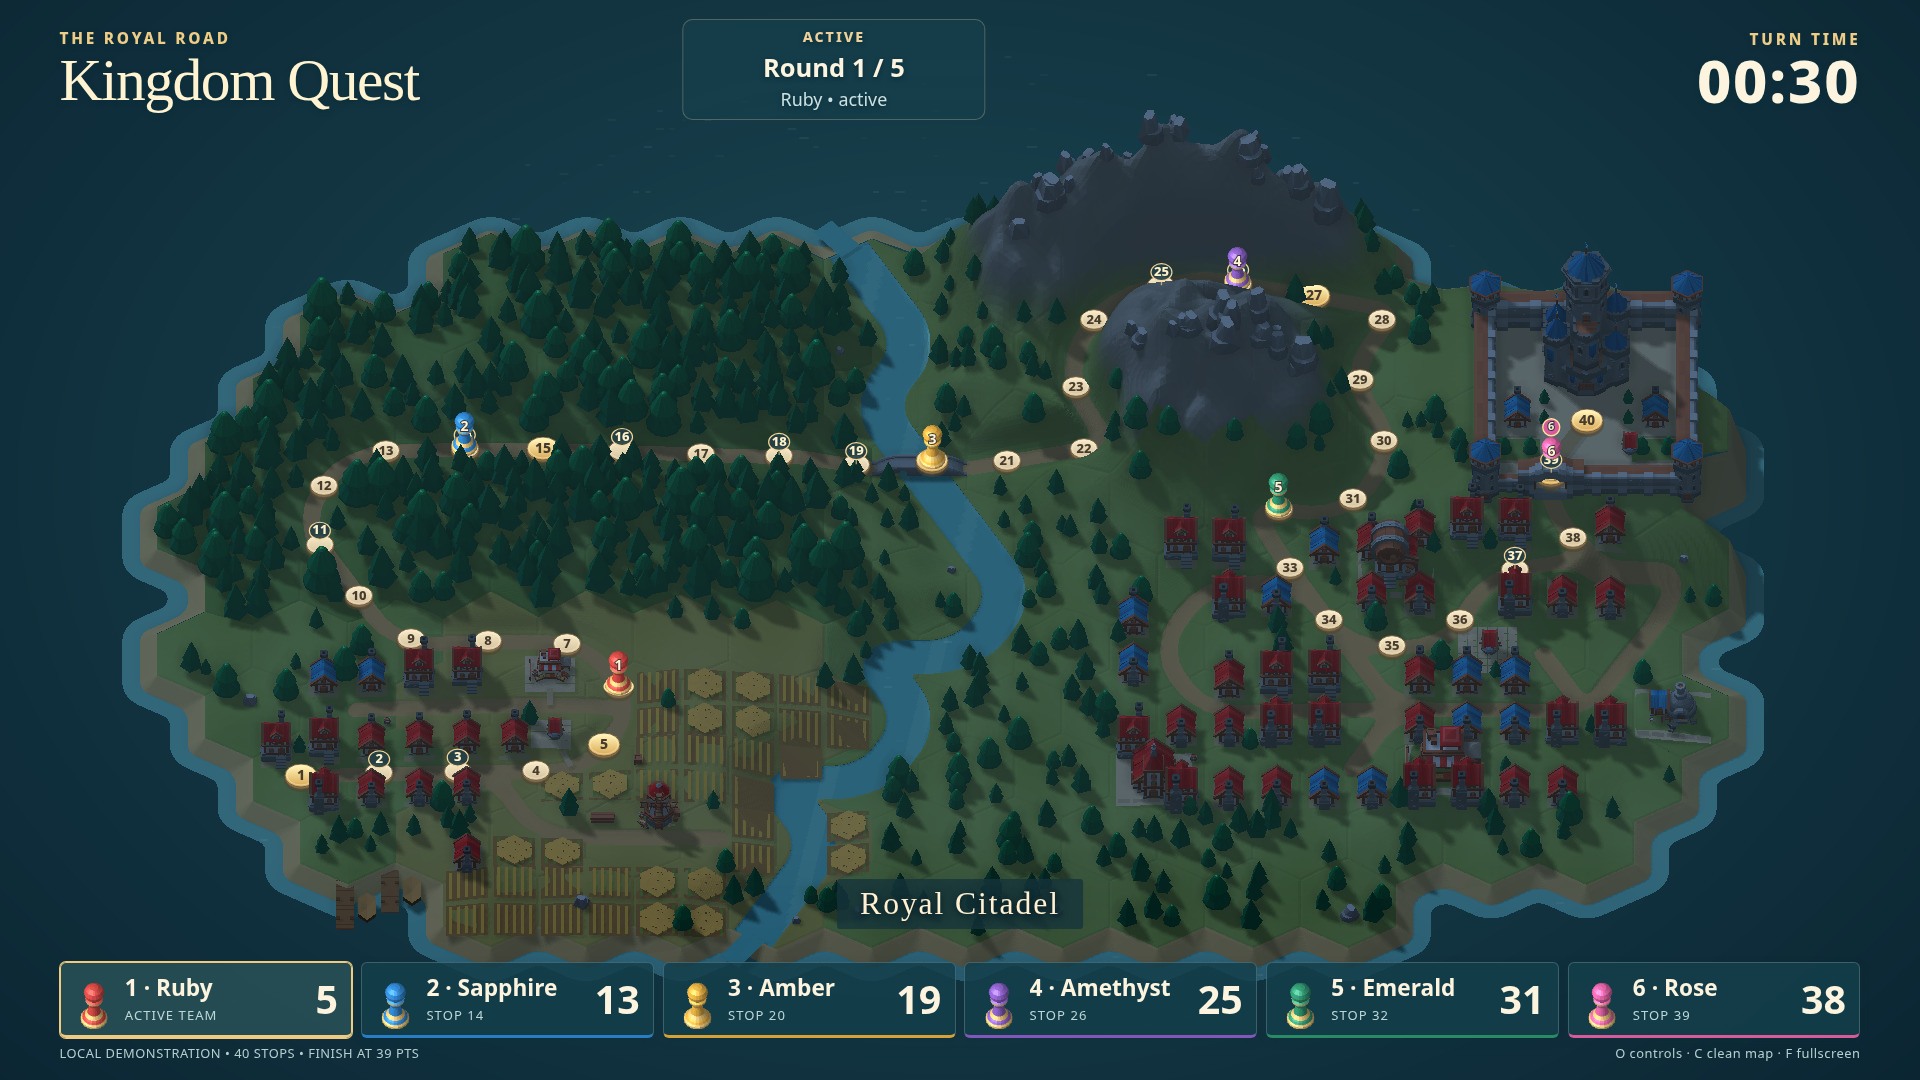 THE ROYAL ROAD
Kingdom Quest
ACTIVE
Round 1 / 5
Ruby • active
TURN TIME
00:30
25
4
27
24
28
23
29
2
13
15
16
17
18
19
3
21
22
30
6
40
6
39
12
5
31
11
38
33
37
10
34
36
35
9
8
7
1
5
1
2
3
4
Royal Citadel
1 · Ruby
ACTIVE TEAM
5
2 · Sapphire
STOP 14
13
3 · Amber
STOP 20
19
4 · Amethyst
STOP 26
25
5 · Emerald
STOP 32
31
6 · Rose
STOP 39
38
LOCAL DEMONSTRATION • 40 STOPS • FINISH AT 39 PTS
O controls · C clean map · F fullscreen